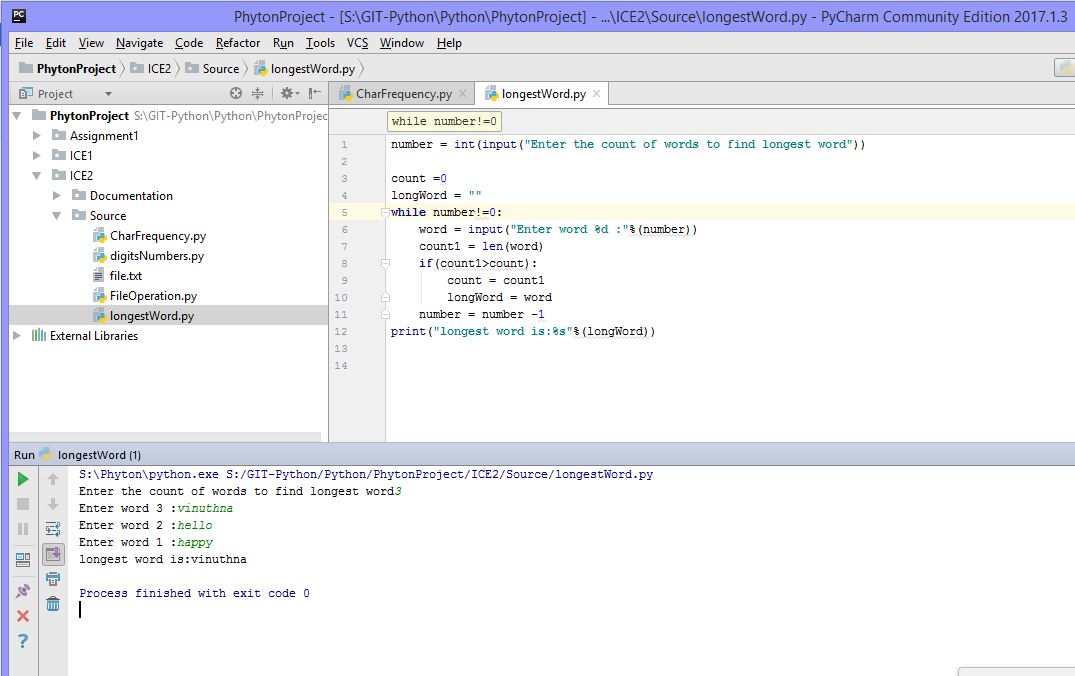 PC PhytonProject - [S:\GIT-Python\Python\PhytonProject] - ...\ICE2\Source\longestWord.py - PyCharm Community Edition 2017.1.3
File Edit View Navigate Code Refactor Run Tools VCS Window Help
PhytonProject ICE2 Source longestWord.py
Project
PhytonProject S:\GIT-Python\Python\PhytonProjec
Assignment1
ICE1
ICE2
Documentation
Source
CharFrequency.py
digitsNumbers.py
file.txt
FileOperation.py
longestWord.py
External Libraries
CharFrequency.py longestWord.py
while number!=0
1 number = int(input("Enter the count of words to find longest word"))
2
3 count =0
4 longWord = ""
5 while number!=0:
6 word = input("Enter word %d :"%(number))
7 count1 = len(word)
8 if(count1>count):
9 count = count1
10 longWord = word
11 number = number -1
12 print("longest word is:%s"%(longWord))
13
14
Run longestWord (1)
S:\Phyton\python.exe S:/GIT-Python/Python/PhytonProject/ICE2/Source/longestWord.py
Enter the count of words to find longest word3
Enter word 3 :vinuthna
Enter word 2 :hello
Enter word 1 :happy
longest word is:vinuthna
Process finished with exit code 0